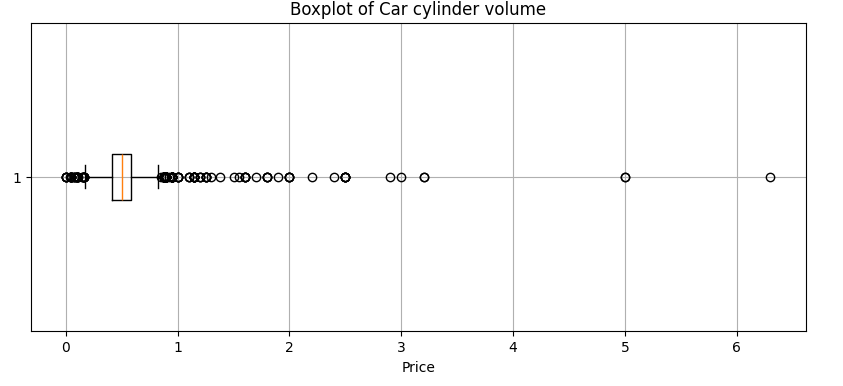 Boxplot of Car cylinder volume
1
0 1 2 3 4 5 6
Price